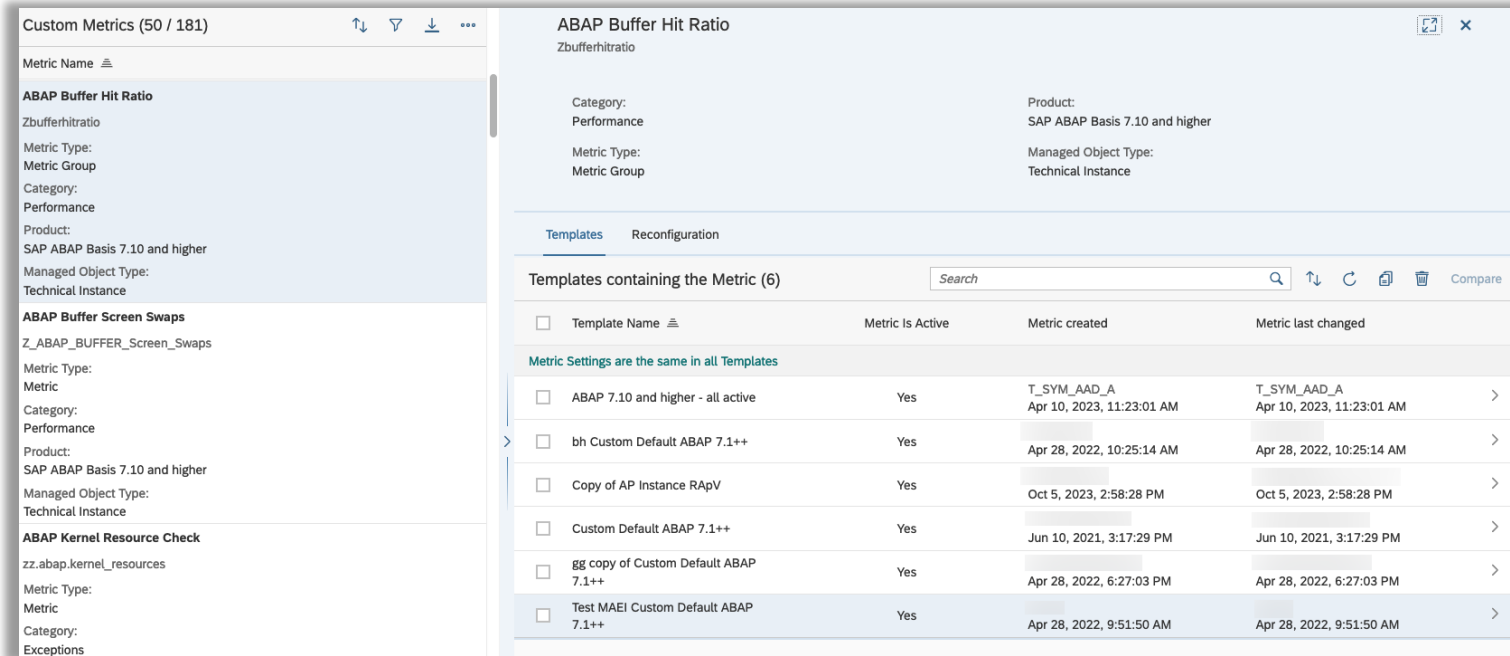 Custom Metrics (50 / 181)
Metric Name
ABAP Buffer Hit Ratio
Zbufferhitratio
Metric Type:
Metric Group
Category:
Performance
Product:
SAP ABAP Basis 7.10 and higher
Managed Object Type:
Technical Instance
ABAP Buffer Screen Swaps
Z_ABAP_BUFFER_Screen_Swaps
Metric Type:
Metric
Category:
Performance
Product:
SAP ABAP Basis 7.10 and higher
Managed Object Type:
Technical Instance
ABAP Kernel Resource Check
zz.abap.kernel_resources
Metric Type:
Metric
Category:
Exceptions
ABAP Buffer Hit Ratio
Zbufferhitratio
Category:
Performance
Product:
SAP ABAP Basis 7.10 and higher
Metric Type:
Metric Group
Managed Object Type:
Technical Instance
Templates Reconfiguration
Templates containing the Metric (6) Search Compare
Template Name Metric Is Active Metric created Metric last changed
Metric Settings are the same in all Templates
ABAP 7.10 and higher - all active Yes T_SYM_AAD_A T_SYM_AAD_A
Apr 10, 2023, 11:23:01 AM Apr 10, 2023, 11:23:01 AM
bh Custom Default ABAP 7.1++ Yes Apr 28, 2022, 10:25:14 AM Apr 28, 2022, 10:25:14 AM
Copy of AP Instance RApV Yes Oct 5, 2023, 2:58:28 PM Oct 5, 2023, 2:58:28 PM
Custom Default ABAP 7.1++ Yes Jun 10, 2021, 3:17:29 PM Jun 10, 2021, 3:17:29 PM
gg copy of Custom Default ABAP
7.1++ Yes Apr 28, 2022, 6:27:03 PM Apr 28, 2022, 6:27:03 PM
Test MAEI Custom Default ABAP
7.1++ Yes Apr 28, 2022, 9:51:50 AM Apr 28, 2022, 9:51:50 AM